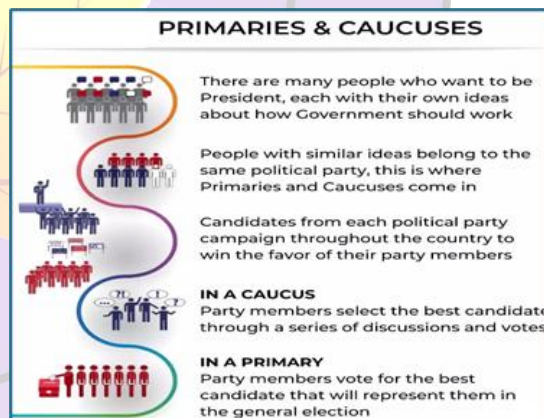 PRIMARIES & CAUCUSES
There are many people who want to be
President, each with their own ideas
about how Government should work
People with similar ideas belong to the
same political party, this is where
Primaries and Caucuses come in
Candidates from each political party
campaign throughout the country to
win the favor of their party members
IN A CAUCUS
Party members select the best candidate
through a series of discussions and votes
IN A PRIMARY
Party members vote for the best
candidate that will represent them in
the general election